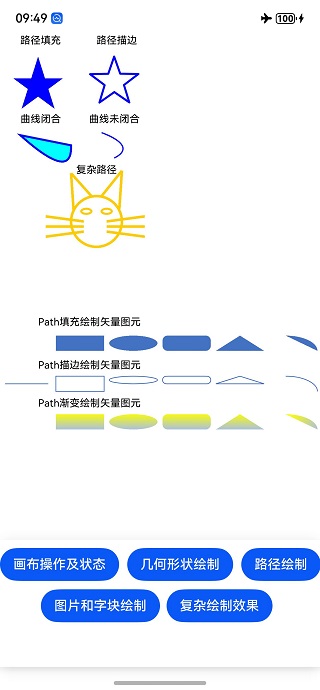 09:49
100
路径填充 路径描边
曲线闭合 曲线未闭合
复杂路径
Path填充绘制矢量图元
Path描边绘制矢量图元
Path渐变绘制矢量图元
画布操作及状态 几何形状绘制 路径绘制
图片和字块绘制 复杂绘制效果